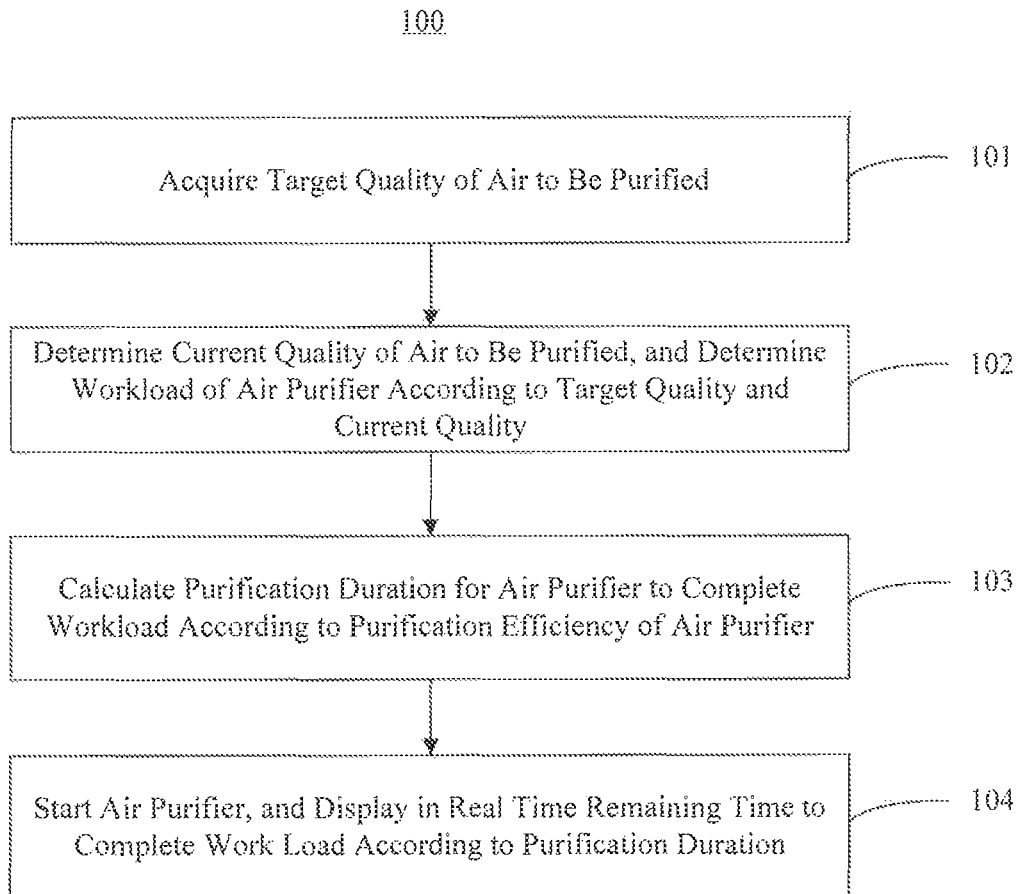 100
Acquire Target Quality of Air to Be Purified
101
Determine Current Quality of Air to Be Purified, and Determine
Workload of Air Purifier According to Target Quality and
Current Quality
102
Calculate Purification Duration for Air Purifier to Complete
Workload According to Purification Efficiency of Air Purifier
103
Start Air Purifier, and Display in Real Time Remaining Time to
Complete Work Load According to Purification Duration
104